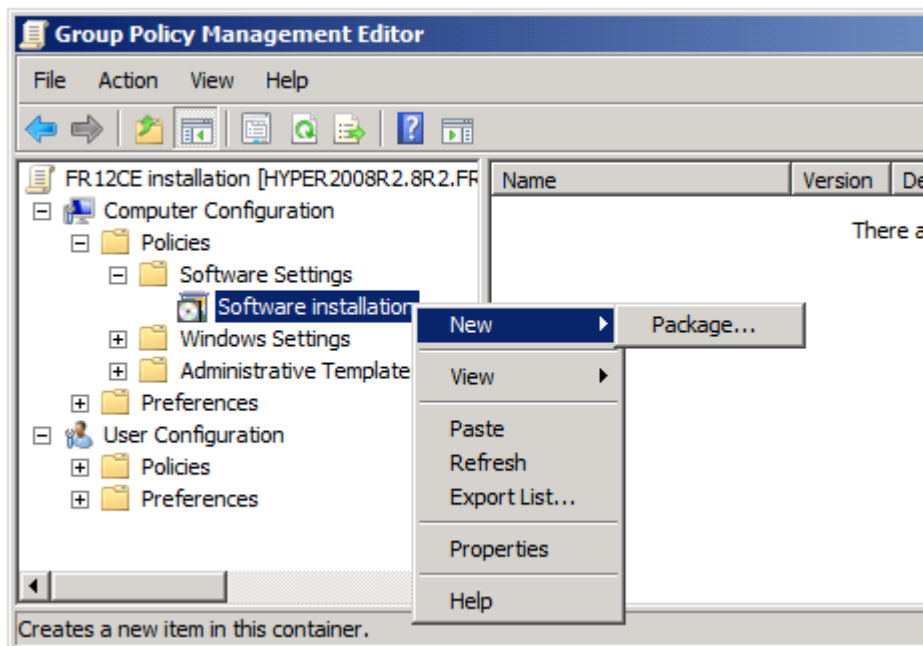 Group Policy Management Editor
File Action View Help
FR12CE installation [HYPER2008R2.8R2.FR
Name Version De
Computer Configuration
There a
Policies
Software Settings
Software installation
New Package...
Windows Settings
Administrative Template
View
Preferences
Paste
User Configuration
Refresh
Policies
Export List...
Preferences
Properties
Help
Creates a new item in this container.